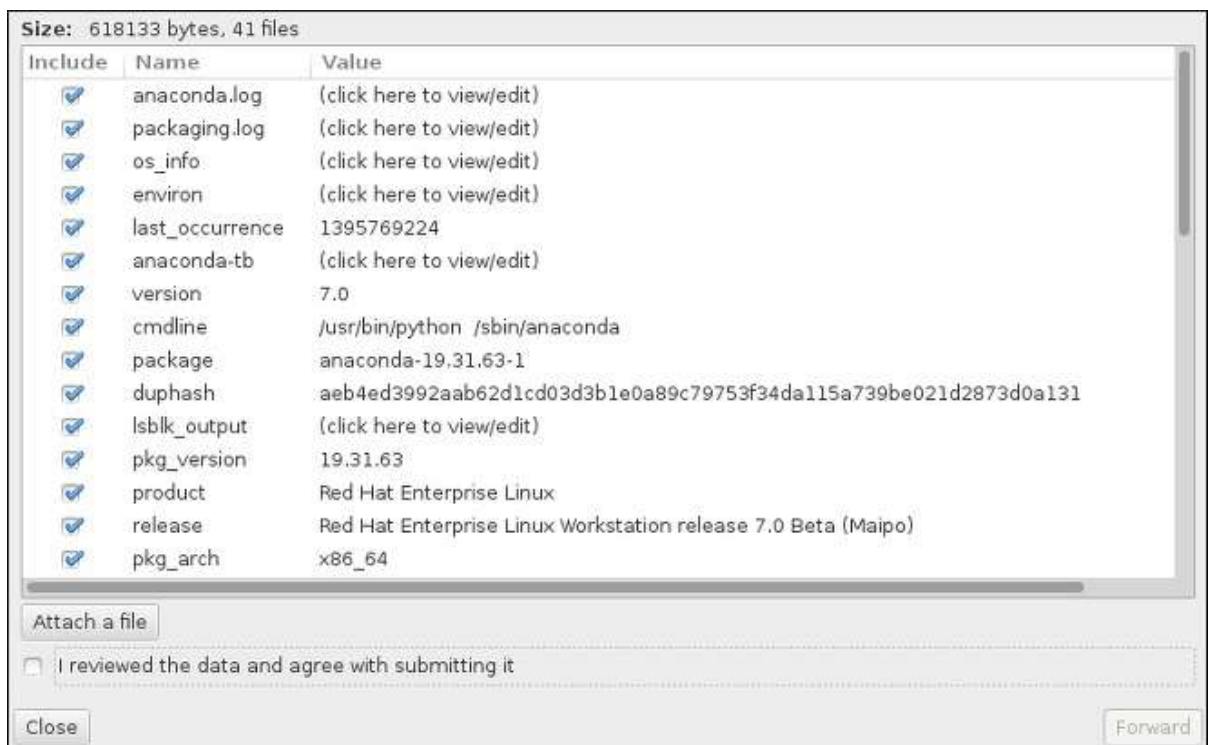 Size: 618133 bytes, 41 files
Include Name Value
anaconda.log (click here to view/edit)
packaging.log (click here to view/edit)
os_info (click here to view/edit)
environ (click here to view/edit)
last_occurrence 1395769224
anaconda-tb (click here to view/edit)
version 7.0
cmdline /usr/bin/python /sbin/anaconda
package anaconda-19.31.63-1
duphash aeb4ed3992aab62d1cd03d3b1e0a89c79753f34da115a739be021d2873d0a131
lsblk_output (click here to view/edit)
pkg_version 19.31.63
product Red Hat Enterprise Linux
release Red Hat Enterprise Linux Workstation release 7.0 Beta (Maipo)
pkg_arch x86_64
Attach a file
I reviewed the data and agree with submitting it
Close Forward